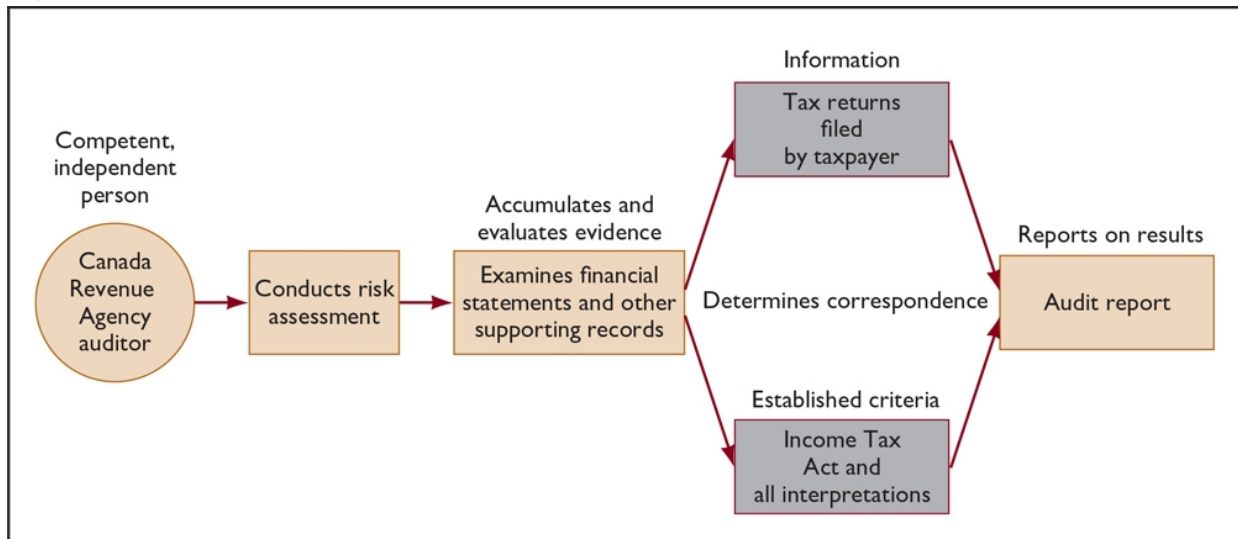 Competent,
independent
person
Canada
Revenue
Agency
auditor
Conducts risk
assessment
Accumulates and
evaluates evidence
Examines financial
statements and other
supporting records
Information
Tax returns
filed
by taxpayer
Determines correspondence
Established criteria
Income Tax
Act and
all interpretations
Reports on results
Audit report